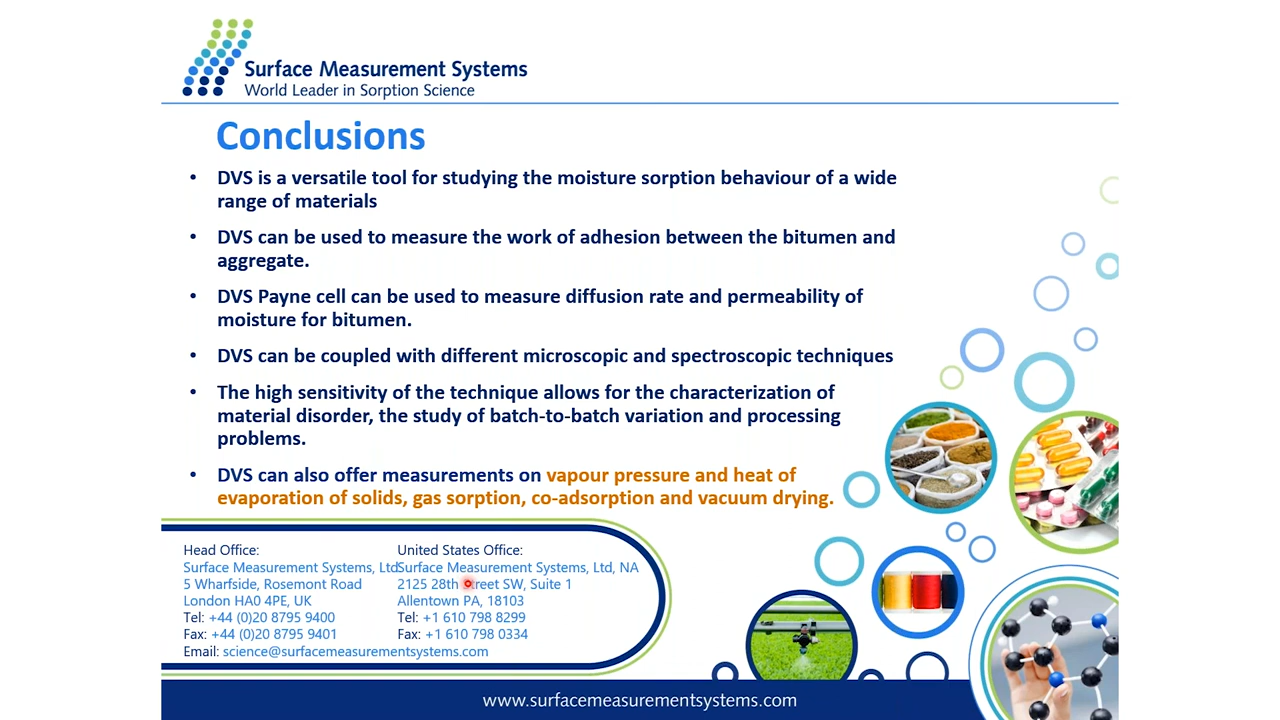 Surface Measurement Systems
World Leader in Sorption Science
Conclusions
• DVS is a versatile tool for studying the moisture sorption behaviour of a wide
range of materials
• DVS can be used to measure the work of adhesion between the bitumen and
aggregate.
• DVS Payne cell can be used to measure diffusion rate and permeability of
moisture for bitumen.
• DVS can be coupled with different microscopic and spectroscopic techniques
• The high sensitivity of the technique allows for the characterization of
material disorder, the study of batch-to-batch variation and processing
problems.
• DVS can also offer measurements on vapour pressure and heat of
evaporation of solids, gas sorption, co-adsorption and vacuum drying.
Head Office:
Surface Measurement Systems, Ltd
5 Wharfside, Rosemont Road
London HA0 4PE, UK
Tel: +44 (0)20 8795 9400
Fax: +44 (0)20 8795 9401
Email: science@surfacemeasurementsystems.com
United States Office:
Surface Measurement Systems, Ltd, NA
2125 28th Street SW, Suite 1
Allentown PA, 18103
Tel: +1 610 798 8299
Fax: +1 610 798 0334
www.surfacemeasurementsystems.com